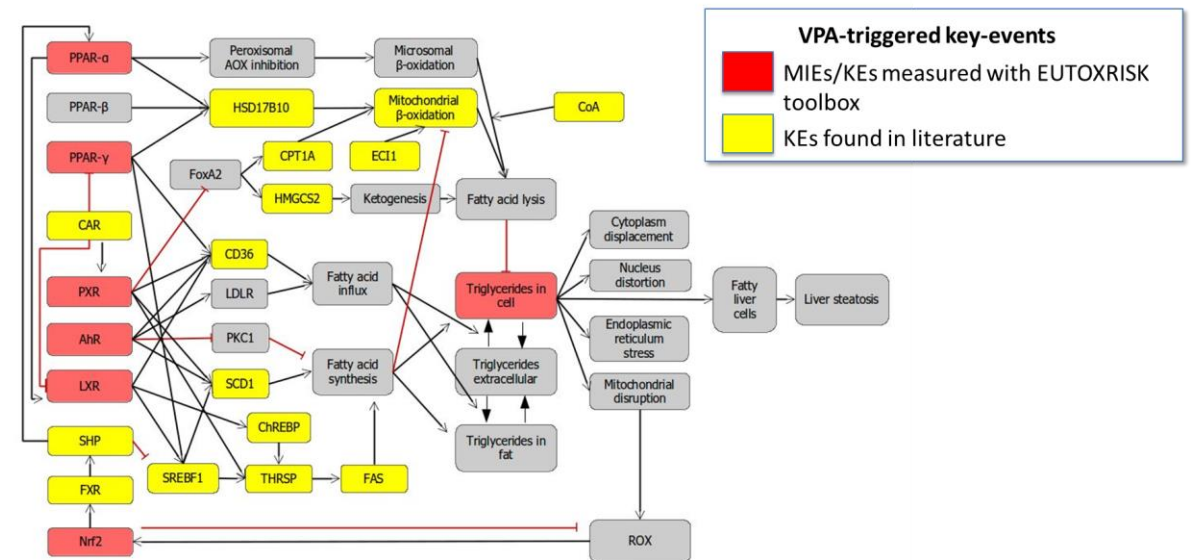 VPA-triggered key-events
MIEs/KEs measured with EUTOXRISK
toolbox
KEs found in literature
PPAR-α
Peroxisomal
AOX inhibition
Microsomal
β-oxidation
PPAR-β
HSD17B10
Mitochondrial
β-oxidation
CoA
PPAR-γ
CPT1A
ECI1
FoxA2
HMGCS2
Ketogenesis
Fatty acid lysis
CAR
Cytoplasm
displacement
CD36
PXR
LDLR
Fatty acid
influx
Triglycerides in
cell
Nucleus
distortion
Fatty
liver
cells
Liver steatosis
AhR
PKC1
Endoplasmic
reticulum
stress
LXR
SCD1
Fatty acid
synthesis
Triglycerides
extracellular
Mitochondrial
disruption
ChREBP
SHP
Triglycerides in
fat
SREBF1
THRSP
FAS
FXR
Nrf2
ROX